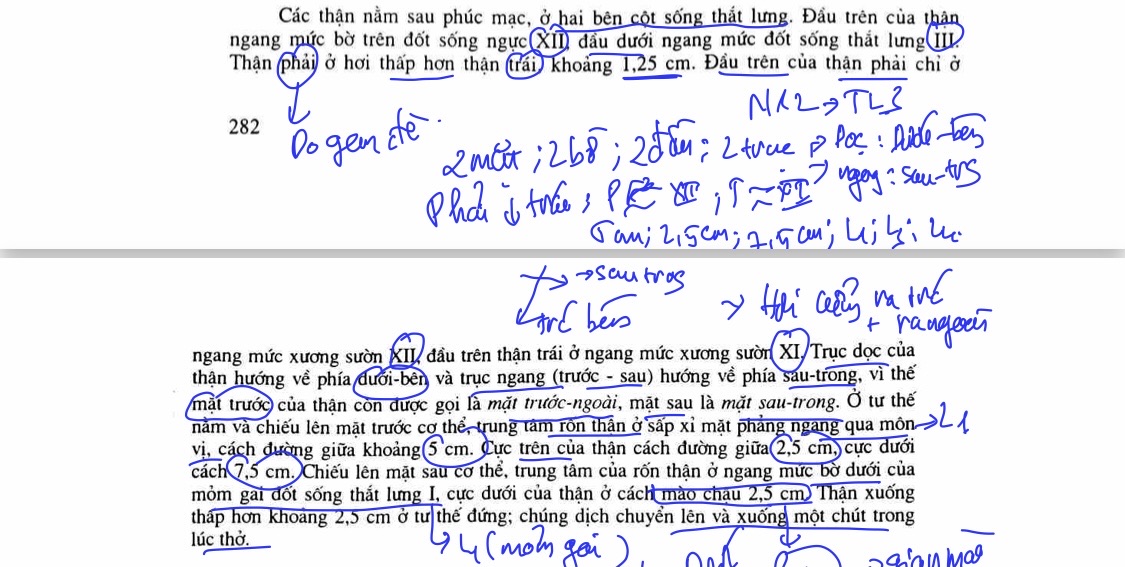 Các thận nằm sau phúc mạc, ở hai bên cột sống thắt lưng. Đầu trên của thận
ngang mức bờ trên đốt sống ngực XII, đầu dưới ngang mức đốt sống thắt lưng III.
Thận phải ở hơi thấp hơn thận trái, khoảng 1,25 cm. Đầu trên của thận phải chỉ ở
NR2 → TL3
282
Do gan đè
2 mặt ; 2 bờ ; 2 đầu ; 2 trục → Dọc : Dưới-bên
→ ngang : sau-trg
Phải ↓ trái ; P ≈ XII ; T ≈ XI
5 cm ; 2,5 cm ; 7,5 cm ;
→ sau trog
trc bên
→ Hơi ra trc
+ ra ngoài
ngang mức xương sườn XII, đầu trên thận trái ở ngang mức xương sườn XI. Trục dọc của
thận hướng về phía dưới-bên và trục ngang (trước - sau) hướng về phía sau-trong, vì thế
mặt trước của thận còn được gọi là mặt trước-ngoài, mặt sau là mặt sau-trong. Ở tư thế
nằm và chiếu lên mặt trước cơ thể, trung tâm rốn thận ở sấp xỉ mặt phẳng ngang qua môn
→ L1
vị, cách đường giữa khoảng 5 cm. Cực trên của thận cách đường giữa 2,5 cm, cực dưới
cách 7,5 cm. Chiếu lên mặt sau cơ thể, trung tâm của rốn thận ở ngang mức bờ dưới của
mỏm gai đốt sống thắt lưng I, cực dưới của thận ở cách mào chậu 2,5 cm. Thận xuống
thấp hơn khoảng 2,5 cm ở tư thế đứng; chúng dịch chuyển lên và xuống một chút trong
lúc thở.
(mỏm gai)